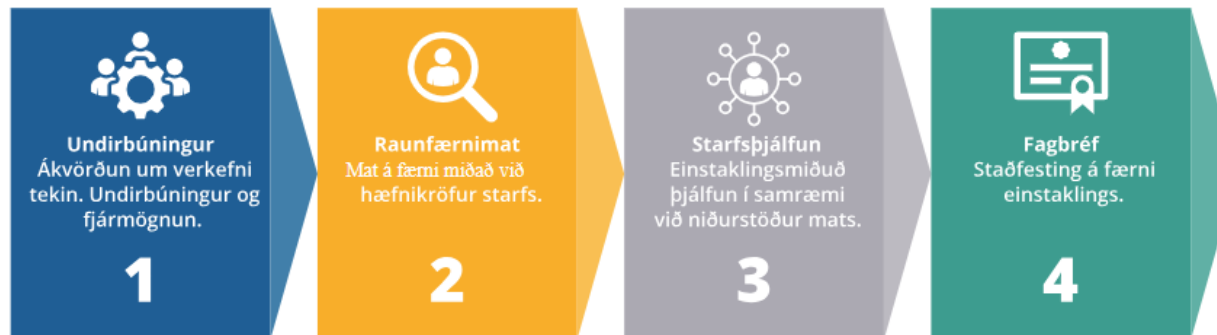 Undirbúningur
Ákvörðun um verkefni
tekin. Undirbúningur og
fjármögnun.
1
Raunfærnimat
Mat á færni miðað við
hæfnikröfur starfs.
2
Starfsþjálfun
Einstaklingsmiðuð
þjálfun í samræmi
við niðurstöður mats.
3
Fagbréf
Staðfesting á færni
einstaklings.
4